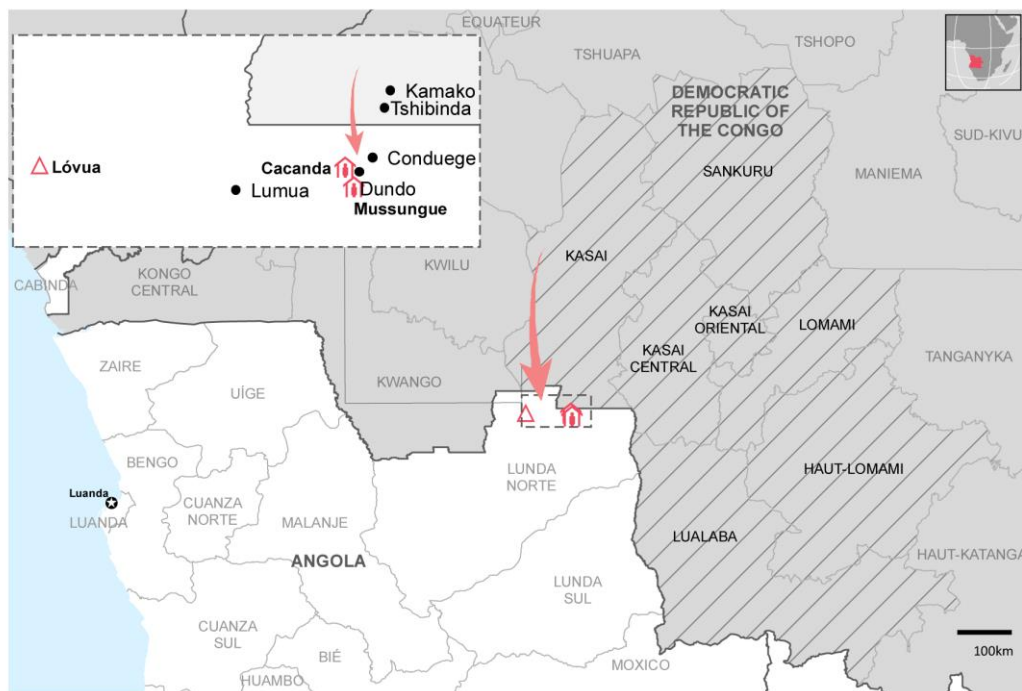 EQUATEUR
TSHUAPA
TSHOPO
DEMOCRATIC
REPUBLIC OF
THE CONGO
SUD-KIVU
Kamako
Tshibinda
Conduege
Cacanda
Lóvua
Lumua
Dundo
Mussungue
SANKURU
MANIEMA
KASAI
KWILU
KONGO
CENTRAL
CABINDA
KASAI
ORIENTAL
LOMAMI
KASAI
CENTRAL
TANGANYKA
ZAIRE
KWANGO
UÍGE
BENGO
LUNDA
NORTE
HAUT-LOMAMI
Luanda
LUANDA
CUANZA
NORTE
MALANJE
LUALABA
ANGOLA
HAUT-KATANGA
LUNDA
SUL
CUANZA
SUL
BIÉ
MOXICO
HUAMBO
100km